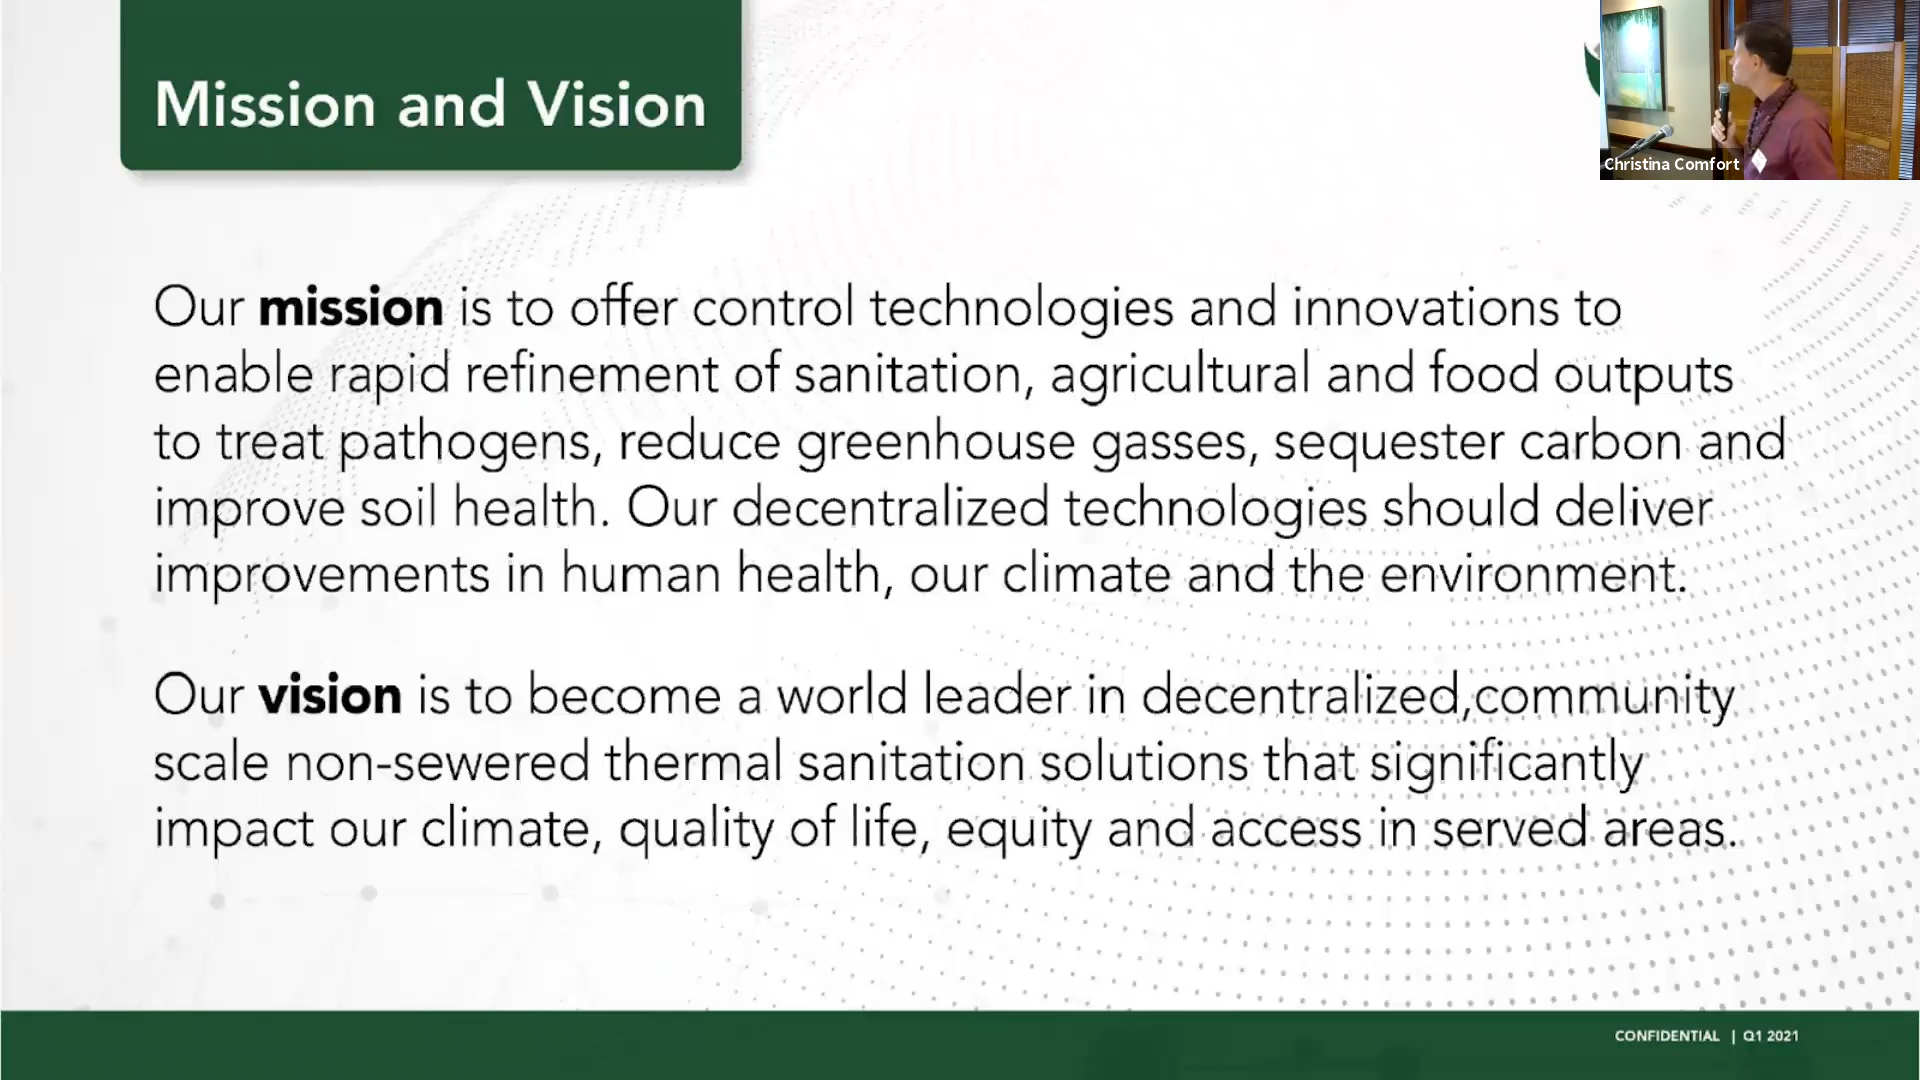 Mission and Vision
Christina Comfort
Our mission is to offer control technologies and innovations to
enable rapid refinement of sanitation, agricultural and food outputs
to treat pathogens, reduce greenhouse gasses, sequester carbon and
improve soil health. Our decentralized technologies should deliver
improvements in human health, our climate and the environment.
Our vision is to become a world leader in decentralized,community
scale non-sewered thermal sanitation solutions that significantly
impact our climate, quality of life, equity and access in served areas.
CONFIDENTIAL | Q1 2021